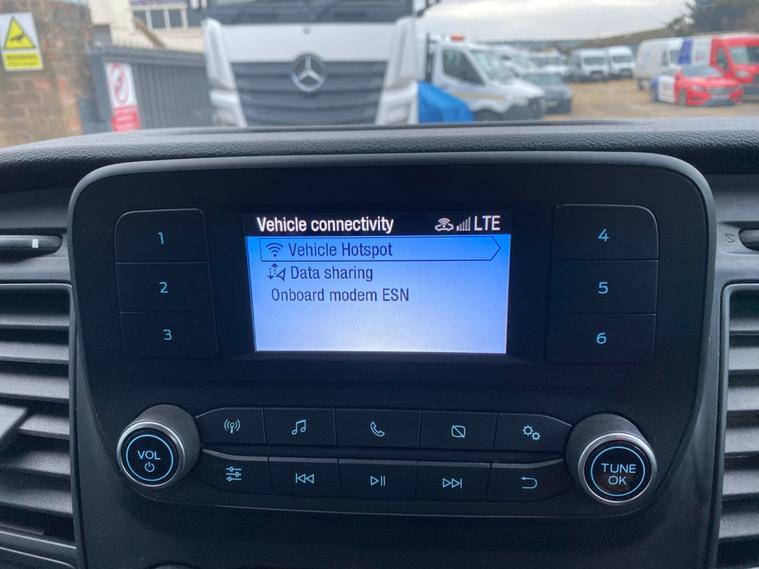 Vehicle connectivity LTE
Vehicle Hotspot
Data sharing
Onboard modem ESN
1
2
3
4
5
6
VOL
TUNE
OK